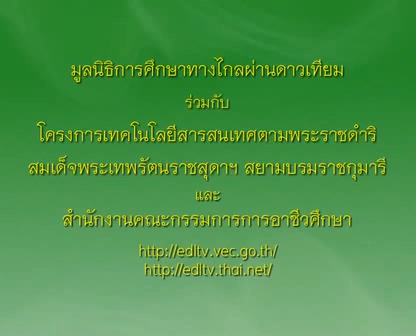 มูลนิธิการศึกษาทางไกลผ่านดาวเทียม
ร่วมกับ
โครงการเทคโนโลยีสารสนเทศตามพระราชดำริ
สมเด็จพระเทพรัตนราชสุดาฯ สยามบรมราชกุมารี
และ
สำนักงานคณะกรรมการการอาชีวศึกษา
http://edltv.vec.go.th/
http://edltv.thai.net/